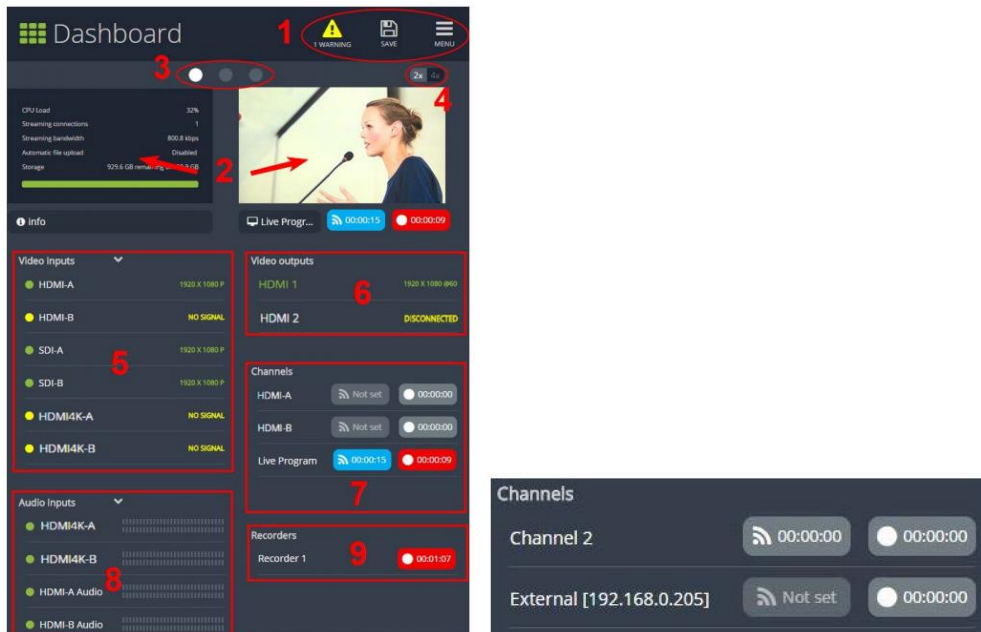 Dashboard
1
1 WARNING
SAVE
MENU
3
2x 4x
4
CPU Load 32%
Streaming connections 1
Streaming bandwidth 800.8 kbps
Automatic file upload Disabled
Storage 929.6 GB remaining GB
2
info
Live Progr... 00:00:15 00:00:09
Video Inputs
HDMI-A 1920 X 1080 P
HDMI-B NO SIGNAL
SDI-A 1920 X 1080 P
5
SDI-B 1920 X 1080 P
HDMI4K-A NO SIGNAL
HDMI4K-B NO SIGNAL
Audio Inputs
HDMI4K-A
HDMI4K-B
8
HDMI-A Audio
HDMI-B Audio
Video outputs
HDMI 1 1920 X 1080 @60
6
HDMI 2 DISCONNECTED
Channels
HDMI-A Not set 00:00:00
HDMI-B Not set 00:00:00
Live Program 00:00:15 00:00:09
7
Recorders
Recorder 1 00:01:07
9
Channels
Channel 2 00:00:00 00:00:00
External [192.168.0.205] Not set 00:00:00